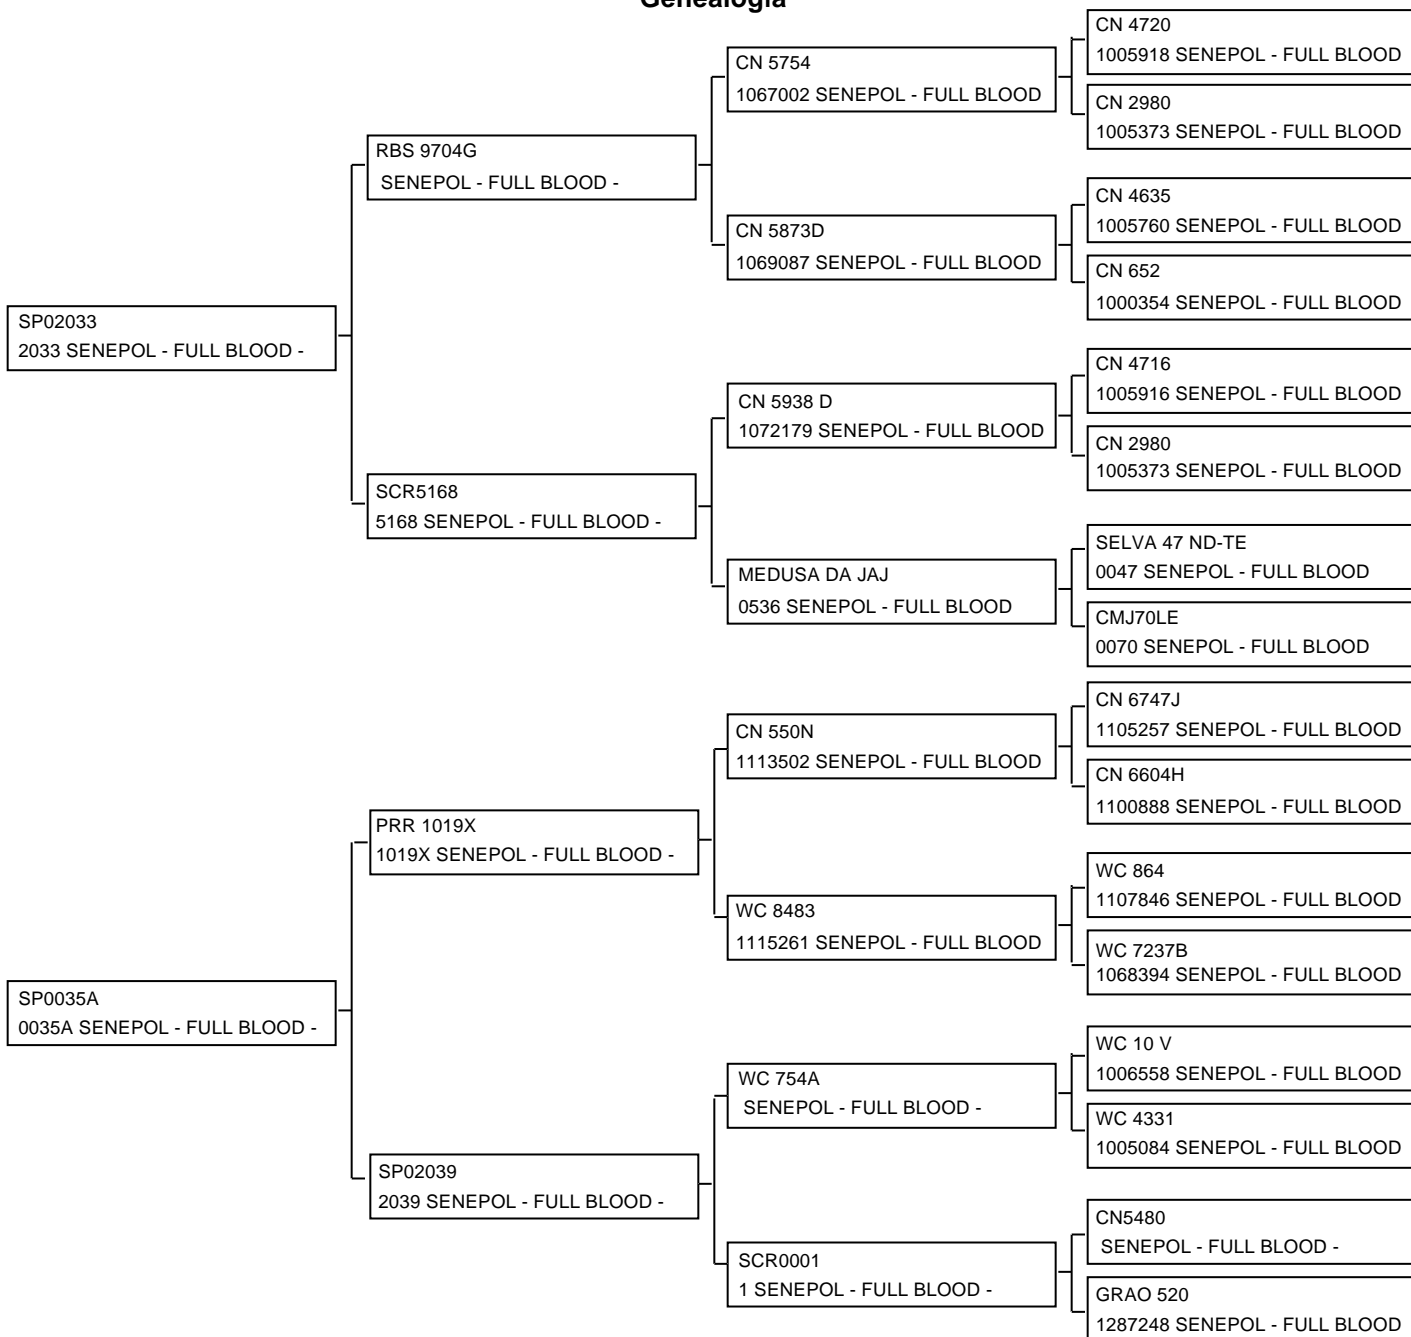 Genealogia
CN 4720
1005918 SENEPOL - FULL BLOOD
CN 5754
1067002 SENEPOL - FULL BLOOD
CN 2980
1005373 SENEPOL - FULL BLOOD
RBS 9704G
SENEPOL - FULL BLOOD -
CN 4635
1005760 SENEPOL - FULL BLOOD
CN 5873D
1069087 SENEPOL - FULL BLOOD
CN 652
1000354 SENEPOL - FULL BLOOD
SP02033
2033 SENEPOL - FULL BLOOD -
CN 4716
1005916 SENEPOL - FULL BLOOD
CN 5938 D
1072179 SENEPOL - FULL BLOOD
CN 2980
1005373 SENEPOL - FULL BLOOD
SCR5168
5168 SENEPOL - FULL BLOOD -
SELVA 47 ND-TE
0047 SENEPOL - FULL BLOOD
MEDUSA DA JAJ
0536 SENEPOL - FULL BLOOD
CMJ70LE
0070 SENEPOL - FULL BLOOD
CN 6747J
1105257 SENEPOL - FULL BLOOD
CN 550N
1113502 SENEPOL - FULL BLOOD
CN 6604H
1100888 SENEPOL - FULL BLOOD
PRR 1019X
1019X SENEPOL - FULL BLOOD -
WC 864
1107846 SENEPOL - FULL BLOOD
WC 8483
1115261 SENEPOL - FULL BLOOD
WC 7237B
1068394 SENEPOL - FULL BLOOD
SP0035A
0035A SENEPOL - FULL BLOOD -
WC 10 V
1006558 SENEPOL - FULL BLOOD
WC 754A
SENEPOL - FULL BLOOD -
WC 4331
1005084 SENEPOL - FULL BLOOD
SP02039
2039 SENEPOL - FULL BLOOD -
CN5480
SENEPOL - FULL BLOOD -
SCR0001
1 SENEPOL - FULL BLOOD -
GRAO 520
1287248 SENEPOL - FULL BLOOD